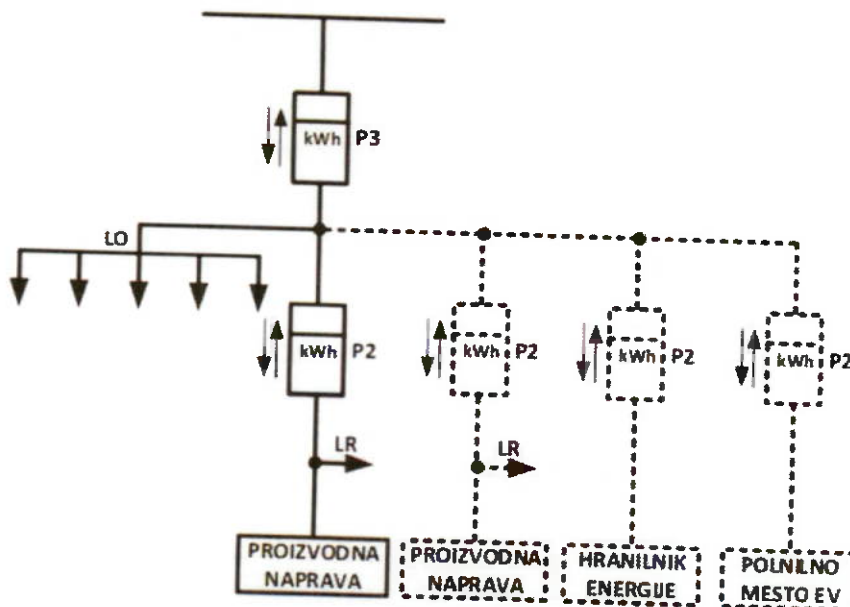 kWh P3
LO
kWh P2
kWh P2
kWh P2
kWh P2
LR
LR
PROIZVODNA
NAPRAVA
PROIZVODNA
NAPRAVA
HRANILNIK
ENERGIJE
POLNILNO
MESTO EV